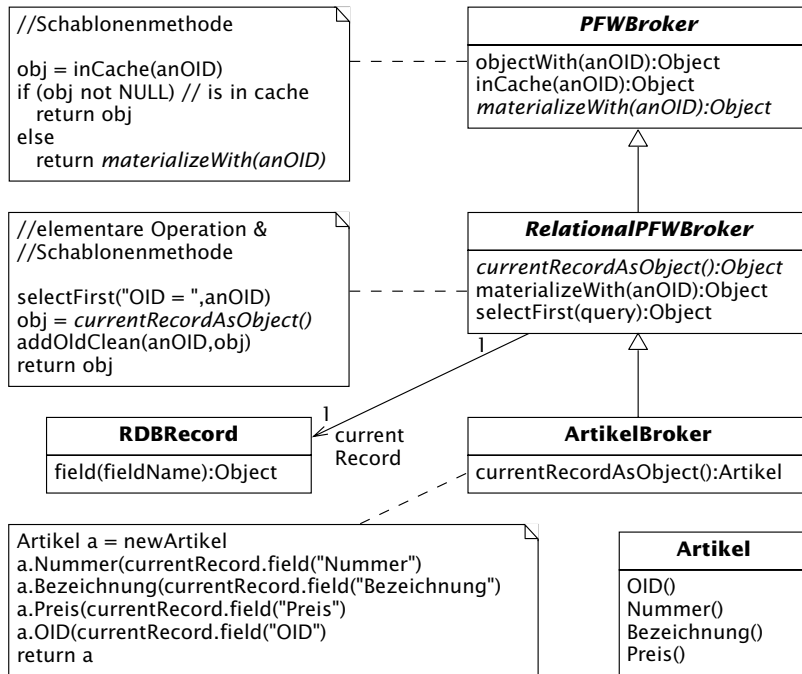 //Schablonenmethode
obj = inCache(anOID)
if (obj not NULL) // is in cache
return obj
else
return materializeWith(anOID)
PFWBroker
objectWith(anOID):Object
inCache(anOID):Object
materializeWith(anOID):Object
//elementare Operation &
//Schablonenmethode
selectFirst("OID = ",anOID)
obj = currentRecordAsObject()
addOldClean(anOID,obj)
return obj
RelationalPFWBroker
currentRecordAsObject():Object
materializeWith(anOID):Object
selectFirst(query):Object
1
1
current
Record
RDBRecord
field(fieldName):Object
ArtikelBroker
currentRecordAsObject():Artikel
Artikel a = newArtikel
a.Nummer(currentRecord.field("Nummer")
a.Bezeichnung(currentRecord.field("Bezeichnung")
a.Preis(currentRecord.field("Preis")
a.OID(currentRecord.field("OID")
return a
Artikel
OID()
Nummer()
Bezeichnung()
Preis()